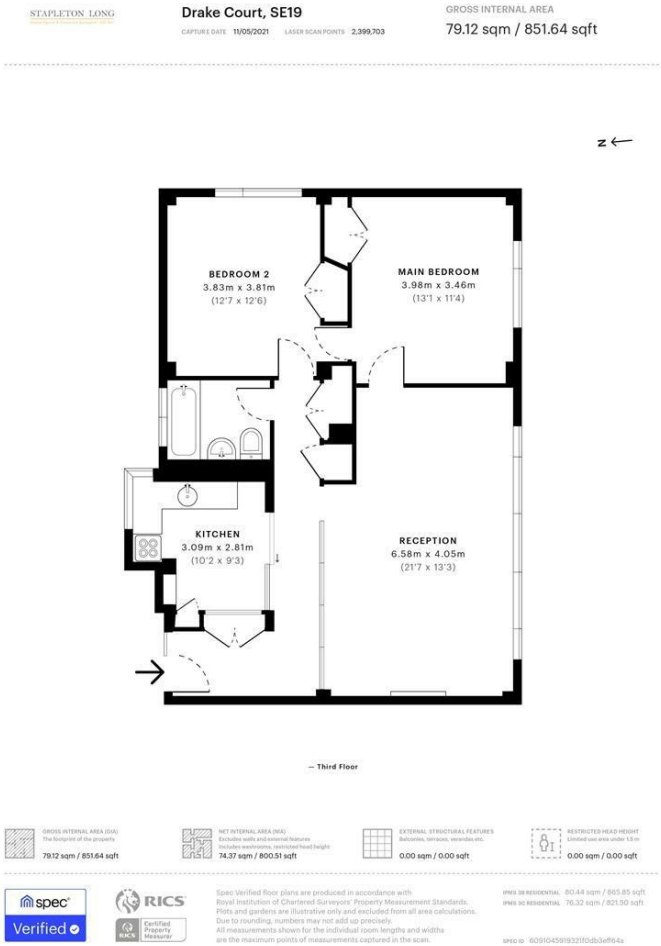 STAPLETON LONG
Drake Court, SE19
CAPTURE DATE 11/05/2021 LASER SCAN POINTS 2,399,703
GROSS INTERNAL AREA
79.12 sqm / 851.64 sqft
N
BEDROOM 2
3.83m x 3.81m
(12'7 x 12'6)
MAIN BEDROOM
3.98m x 3.46m
(13'1 x 11'4)
KITCHEN
3.09m x 2.81m
(10'2 x 9'3)
RECEPTION
6.58m x 4.05m
(21'7 x 13'3)
— Third Floor
GROSS INTERNAL AREA (GIA)
The footprint of the property
79.12 sqm / 851.64 sqft
NET INTERNAL AREA (NIA)
Excludes walls and external features
Includes washrooms, restricted head height
74.37 sqm / 800.51 sqft
EXTERNAL STRUCTURAL FEATURES
Balconies, terraces, verandas etc.
0.00 sqm / 0.00 sqft
RESTRICTED HEAD HEIGHT
Limited use area under 1.5 m
0.00 sqm / 0.00 sqft
spec
Verified
RICS
RICS
Certified
Property
Measurer
Spec Verified floor plans are produced in accordance with
Royal Institution of Chartered Surveyors' Property Measurement Standards.
Plots and gardens are illustrative only and excluded from all area calculations.
Due to rounding, numbers may not add up precisely.
All measurements shown for the individual room lengths and widths
are the maximum points of measurements captured in the scan.
IPMS 3B RESIDENTIAL 80.44 sqm / 865.85 sqft
IPMS 3C RESIDENTIAL 76.32 sqm / 821.50 sqft
SPEC ID